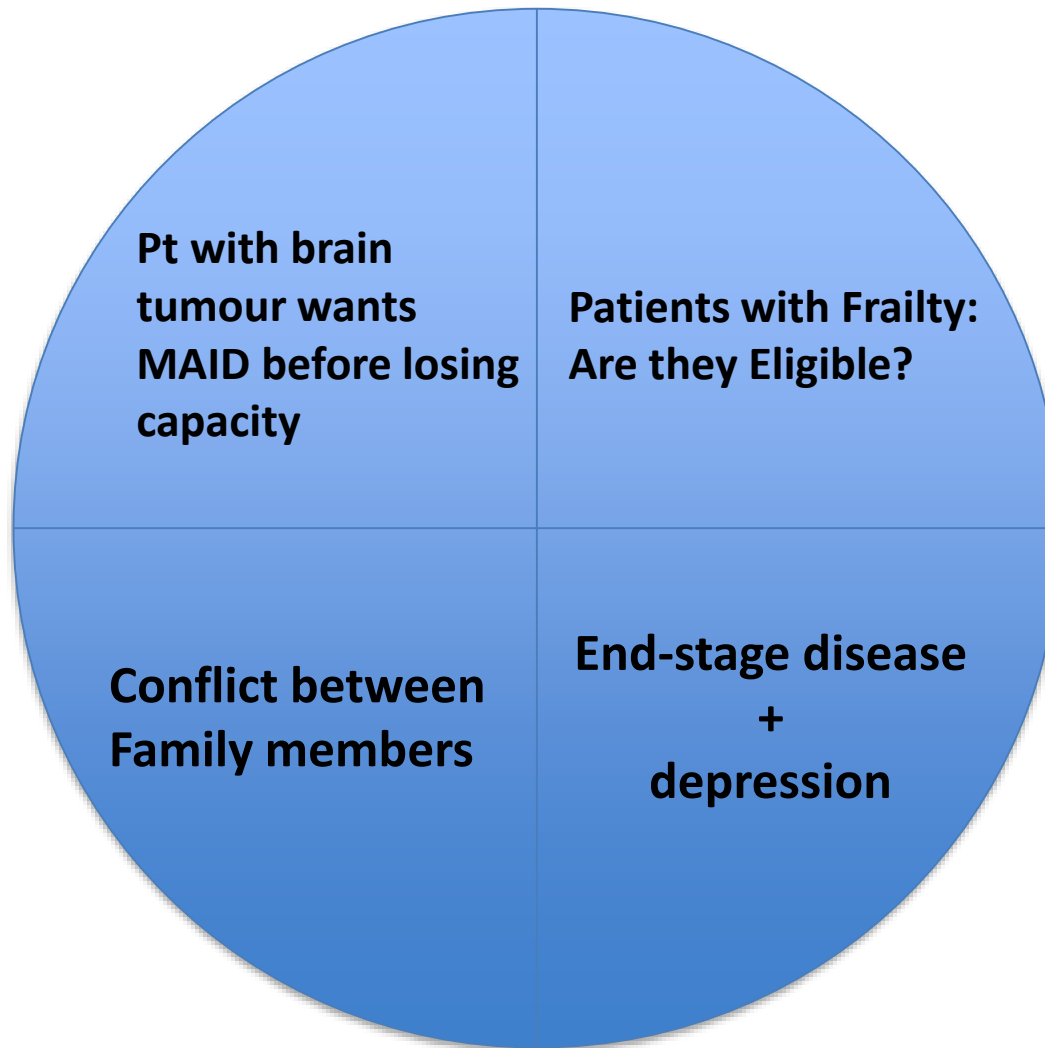 Pt with brain
tumour wants
MAID before losing
capacity
Patients with Frailty:
Are they Eligible?
Conflict between
Family members
End-stage disease
+
depression